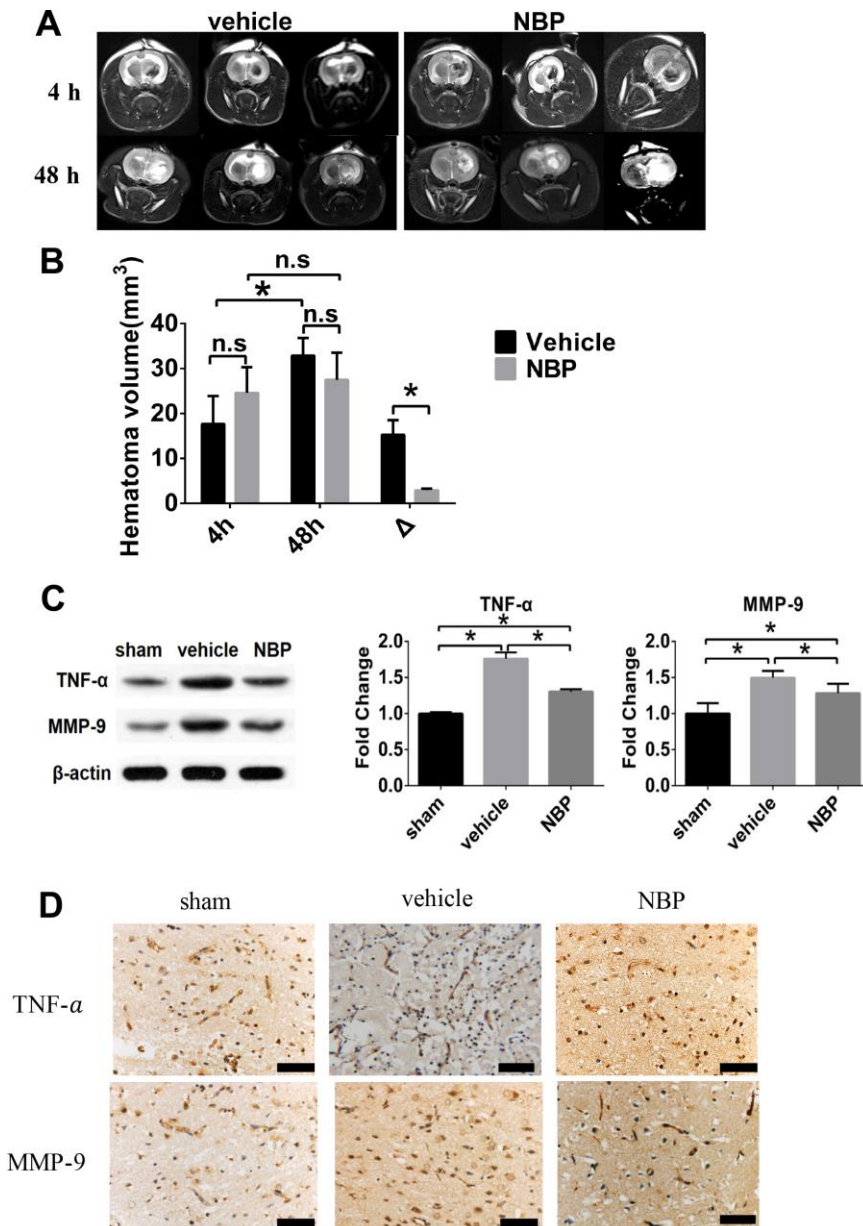 A
vehicle NBP
4 h
48 h
B
n.s
*
n.s
n.s
*
Hematoma volume(mm³)
40
30
20
10
0
4h 48h Δ
Vehicle
NBP
C
sham vehicle NBP
TNF-α
MMP-9
β-actin
TNF-α
*
* *
Fold Change
2.0
1.5
1.0
0.5
0.0
sham vehicle NBP
MMP-9
*
* *
Fold Change
2.0
1.5
1.0
0.5
0.0
sham vehicle NBP
D
sham vehicle NBP
TNF-a
MMP-9